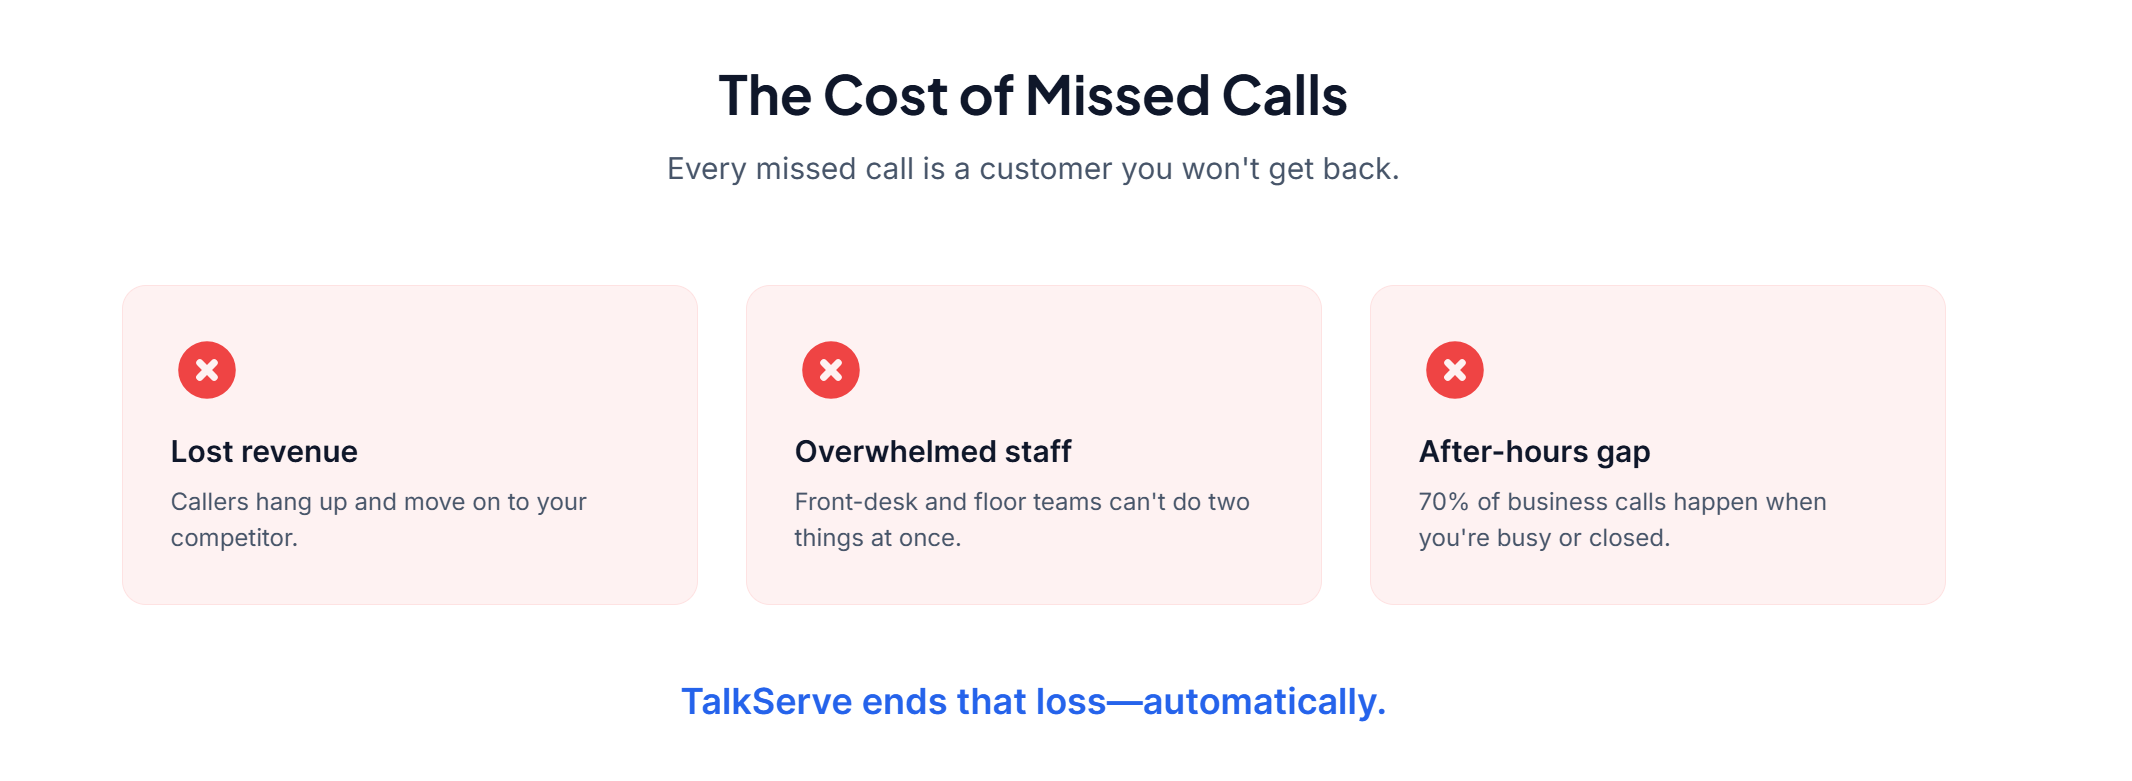 The Cost of Missed Calls
Every missed call is a customer you won't get back.
Lost revenue
Callers hang up and move on to your
competitor.
Overwhelmed staff
Front-desk and floor teams can't do two
things at once.
After-hours gap
70% of business calls happen when
you're busy or closed.
TalkServe ends that loss—automatically.